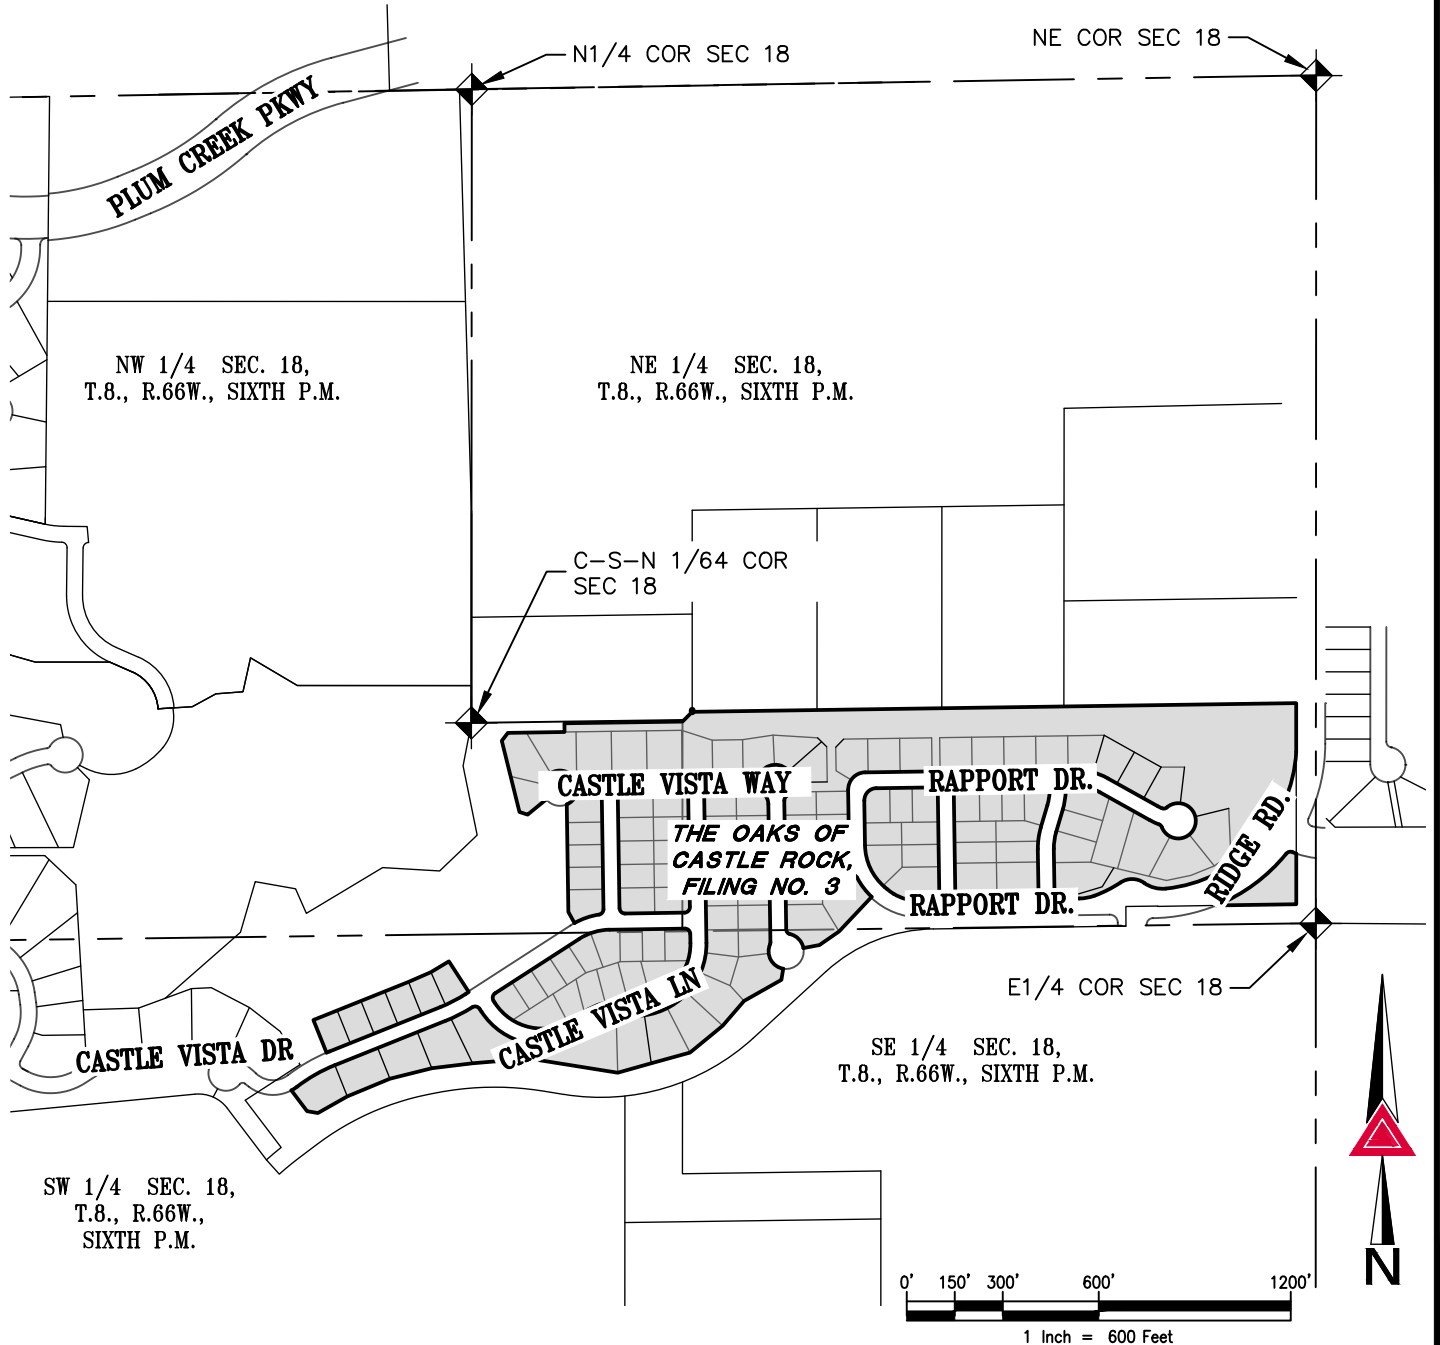 N1/4 COR SEC 18
NE COR SEC 18
PLUM CREEK PKWY
NW 1/4 SEC. 18,
T.8., R.66W., SIXTH P.M.
NE 1/4 SEC. 18,
T.8., R.66W., SIXTH P.M.
C-S-N 1/64 COR
SEC 18
CASTLE VISTA WAY
RAPPORT DR.
RIDGE RD.
THE OAKS OF
CASTLE ROCK,
FILING NO. 3
RAPPORT DR.
CASTLE VISTA LN
E1/4 COR SEC 18
CASTLE VISTA DR
SE 1/4 SEC. 18,
T.8., R.66W., SIXTH P.M.
SW 1/4 SEC. 18,
T.8., R.66W.,
SIXTH P.M.
N
0' 150' 300' 600' 1200'
1 Inch = 600 Feet